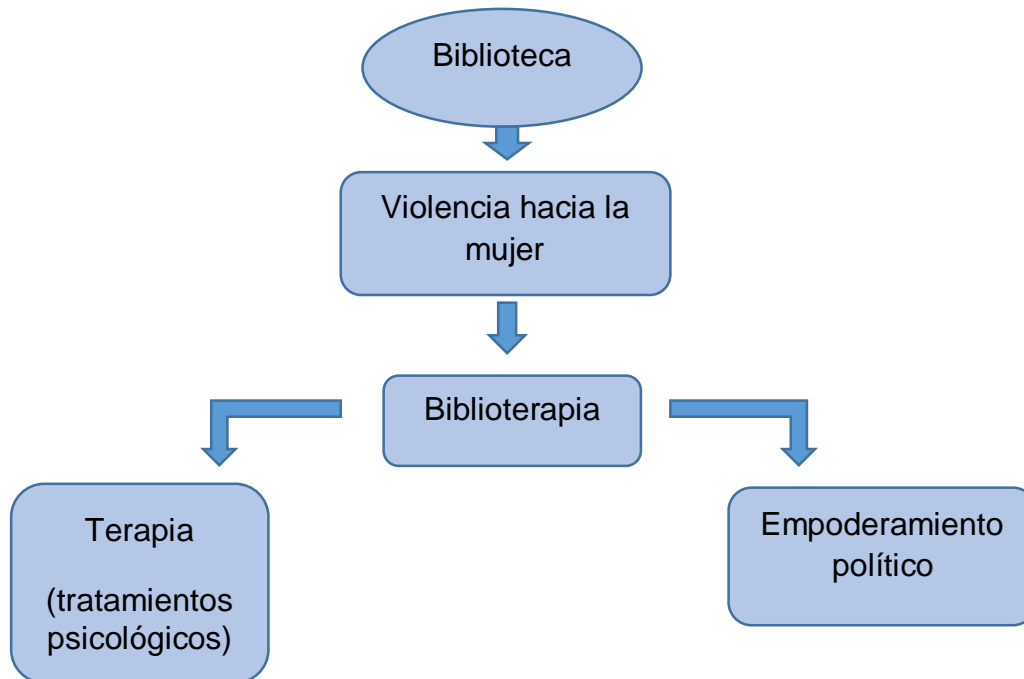 Biblioteca
Violencia hacia la
mujer
Biblioterapia
Terapia
(tratamientos
psicológicos)
Empoderamiento
político